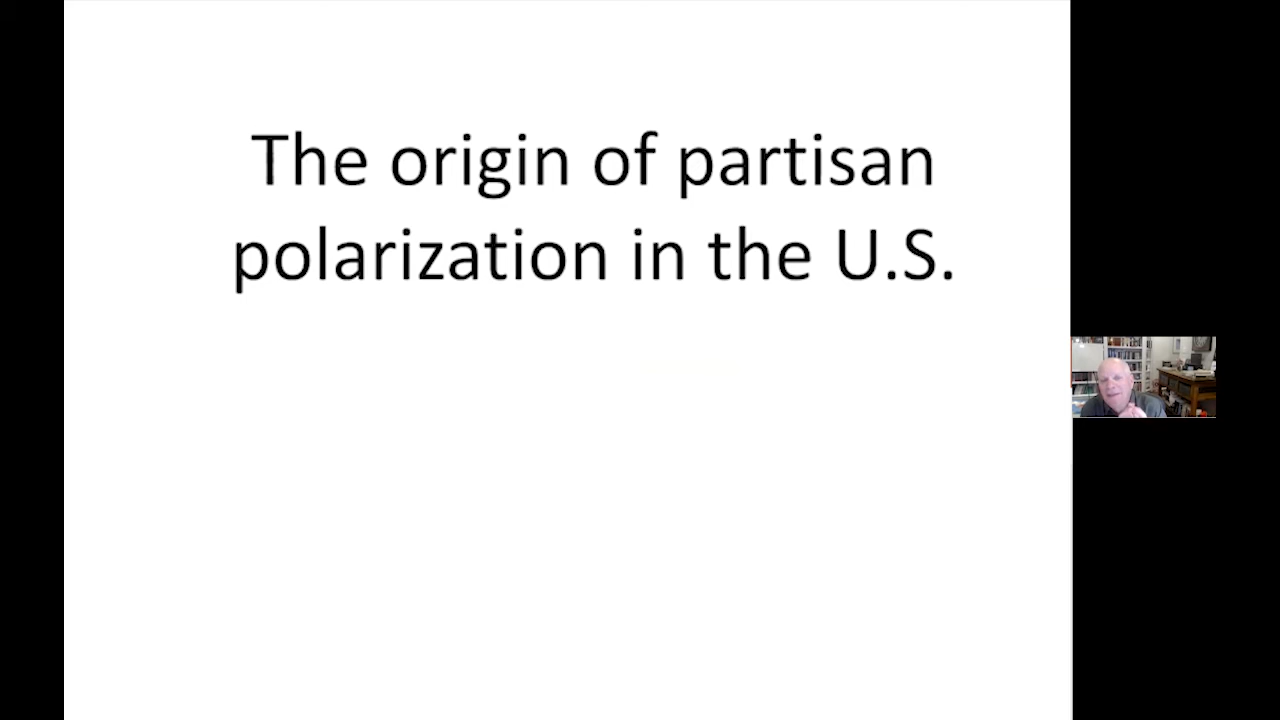 The origin of partisan
polarization in the U.S.